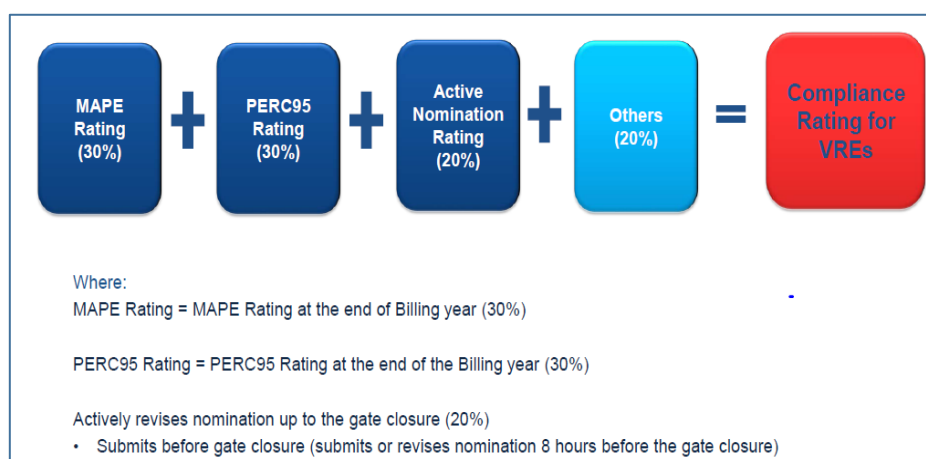 MAPE
Rating
(30%)
+
PERC95
Rating
(30%)
+
Active
Nomination
Rating
(20%)
+
Others
(20%)
=
Compliance
Rating for
VREs
Where:
MAPE Rating = MAPE Rating at the end of Billing year (30%)
PERC95 Rating = PERC95 Rating at the end of the Billing year (30%)
Actively revises nomination up to the gate closure (20%)
• Submits before gate closure (submits or revises nomination 8 hours before the gate closure)